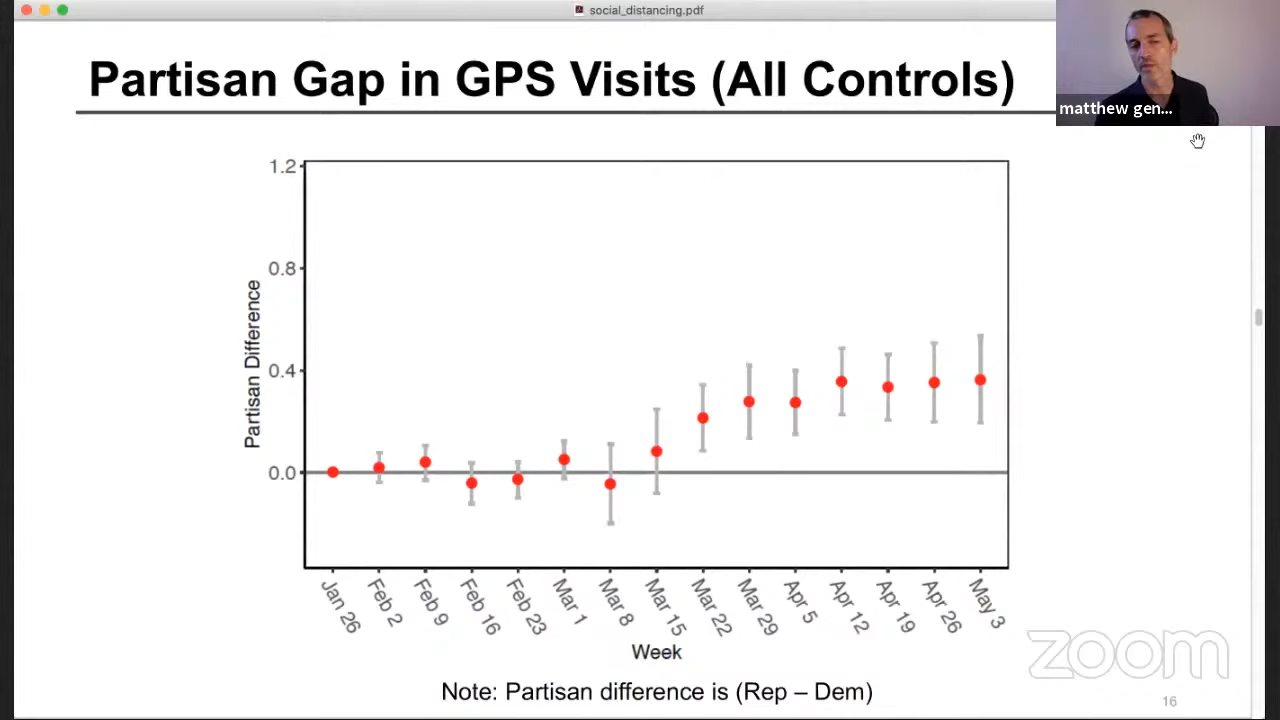 social_distancing.pdf
Partisan Gap in GPS Visits (All Controls)
matthew gen...
1.2
0.8
0.4
0.0
Partisan Difference
Jan 26
Feb 2
Feb 9
Feb 16
Feb 23
Mar 1
Mar 8
Mar 15
Mar 22
Mar 29
Apr 5
Apr 12
Apr 19
Apr 26
May 3
Week
zoom
Note: Partisan difference is (Rep – Dem)
16